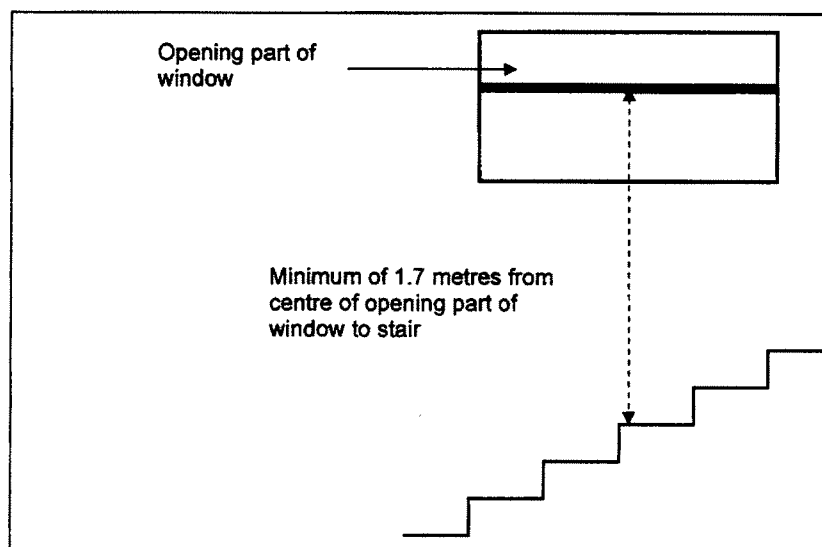 Opening part of
window
Minimum of 1.7 metres from
centre of opening part of
window to stair